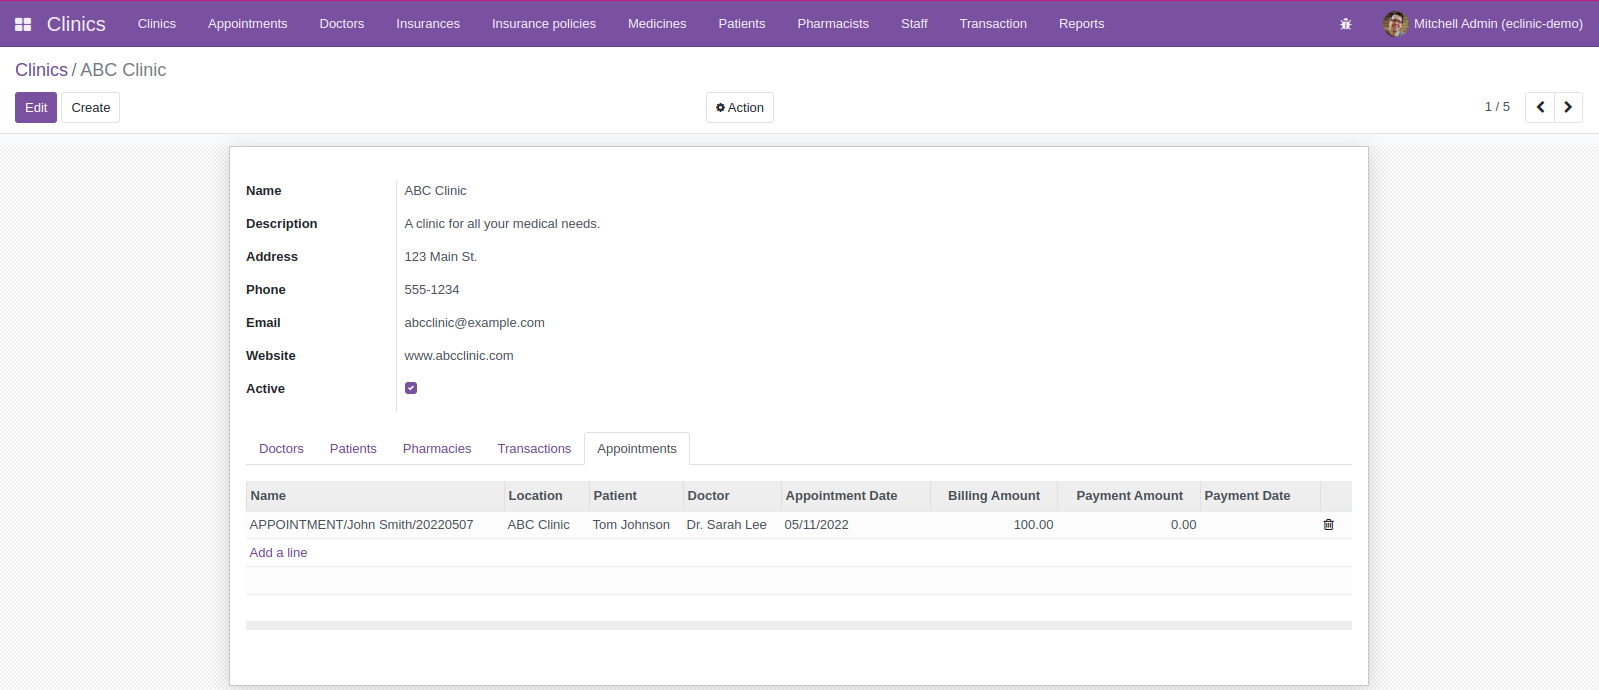 Clinics Clinics Appointments Doctors Insurances Insurance policies Medicines Patients Pharmacists Staff Transaction Reports Mitchell Admin (eclinic-demo)
Clinics / ABC Clinic
Edit Create Action 1 / 5
Name ABC Clinic
Description A clinic for all your medical needs.
Address 123 Main St.
Phone 555-1234
Email abcclinic@example.com
Website www.abcclinic.com
Active
Doctors Patients Pharmacies Transactions Appointments
Name Location Patient Doctor Appointment Date Billing Amount Payment Amount Payment Date
APPOINTMENT/John Smith/20220507 ABC Clinic Tom Johnson Dr. Sarah Lee 05/11/2022 100.00 0.00
Add a line